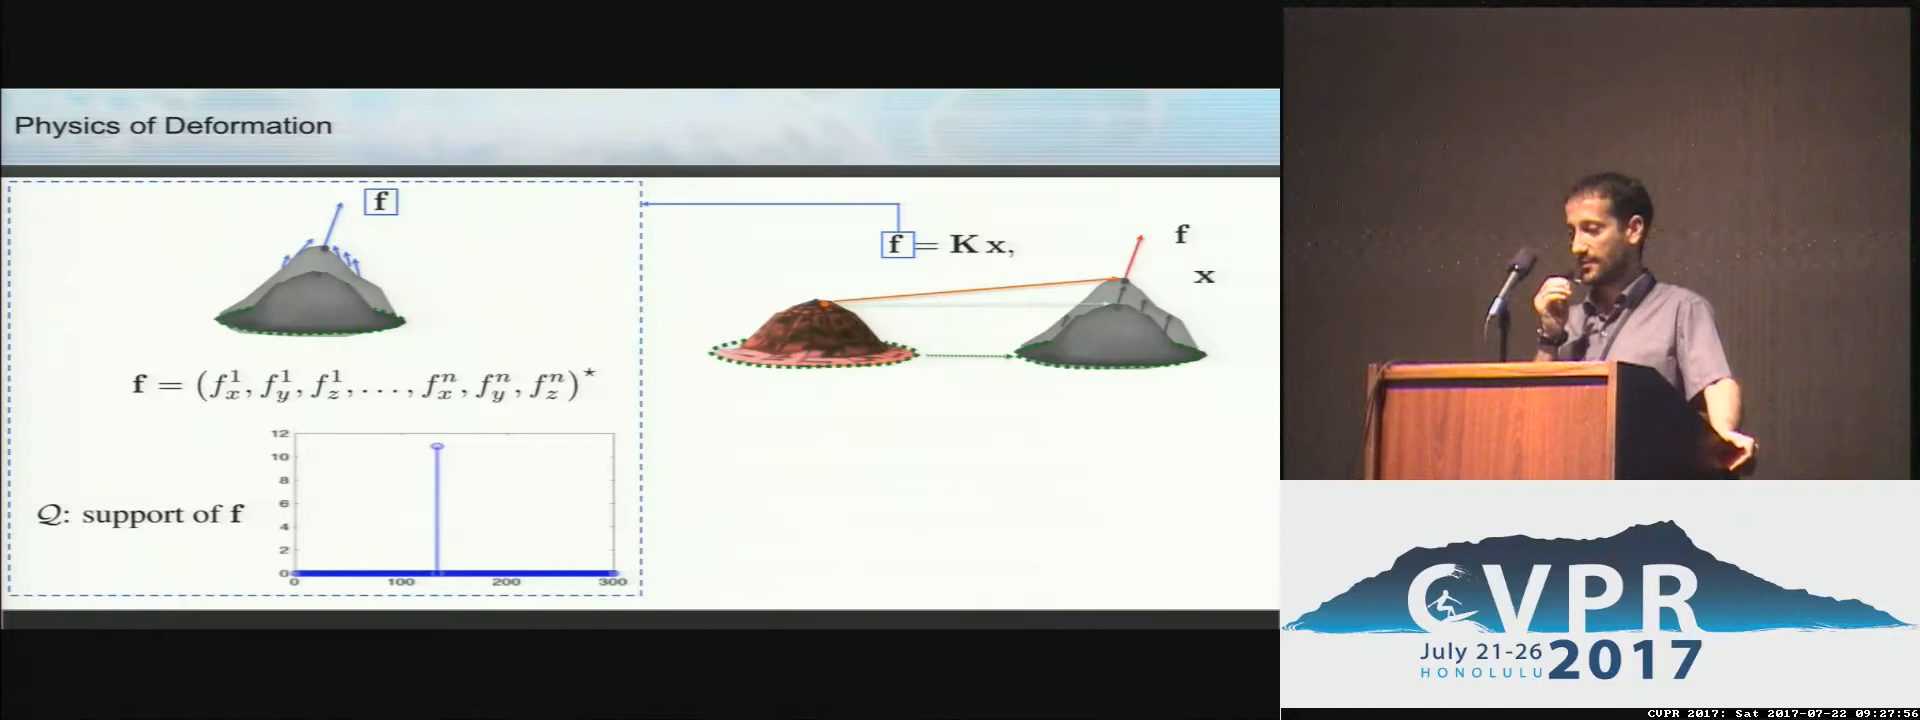 Physics of Deformation
f
f = K x,
f
x
f = (f_x^1, f_y^1, f_z^1, . . . , f_x^n, f_y^n, f_z^n)*
12
10
8
6
4
2
0
0 100 200 300
Q: support of f
CVPR
July 21-26
HONOLULU
2017
CVPR 2017: Sat 2017-07-22 09:27:56